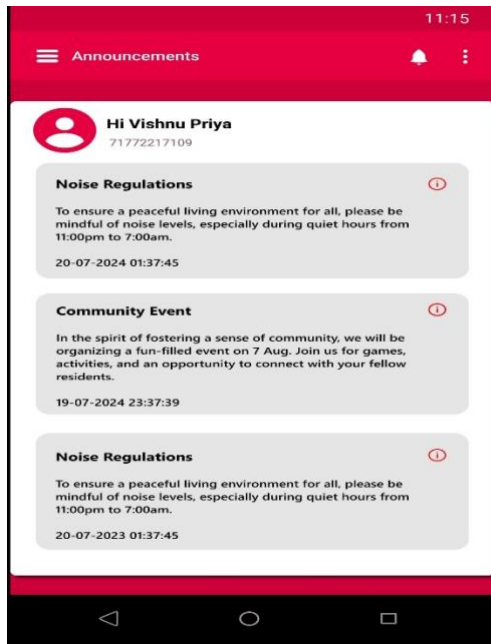 11:15
Announcements
Hi Vishnu Priya
71772217109
Noise Regulations
To ensure a peaceful living environment for all, please be
mindful of noise levels, especially during quiet hours from
11:00pm to 7:00am.
20-07-2024 01:37:45
Community Event
In the spirit of fostering a sense of community, we will be
organizing a fun-filled event on 7 Aug. Join us for games,
activities, and an opportunity to connect with your fellow
residents.
19-07-2024 23:37:39
Noise Regulations
To ensure a peaceful living environment for all, please be
mindful of noise levels, especially during quiet hours from
11:00pm to 7:00am.
20-07-2023 01:37:45